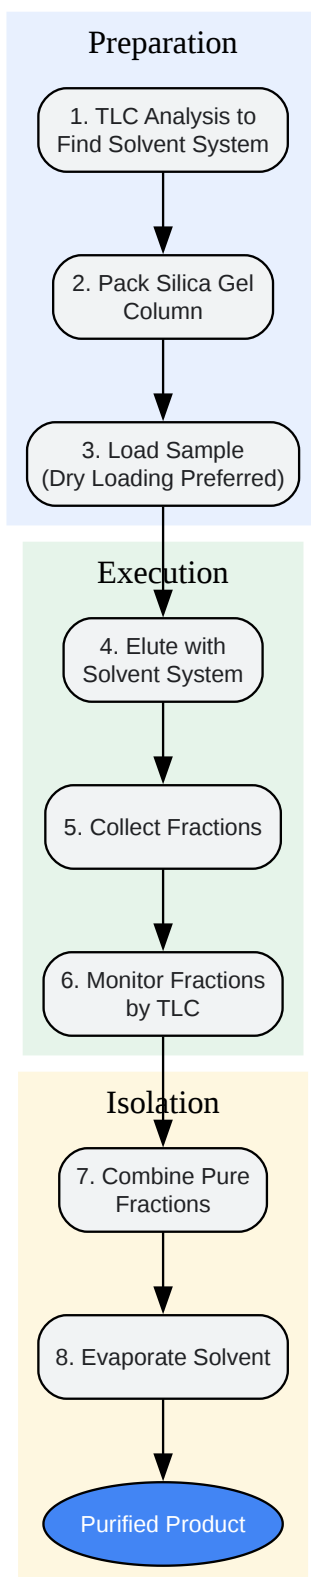 Preparation
1. TLC Analysis to
Find Solvent System
2. Pack Silica Gel
Column
3. Load Sample
(Dry Loading Preferred)
Execution
4. Elute with
Solvent System
5. Collect Fractions
6. Monitor Fractions
by TLC
Isolation
7. Combine Pure
Fractions
8. Evaporate Solvent
Purified Product